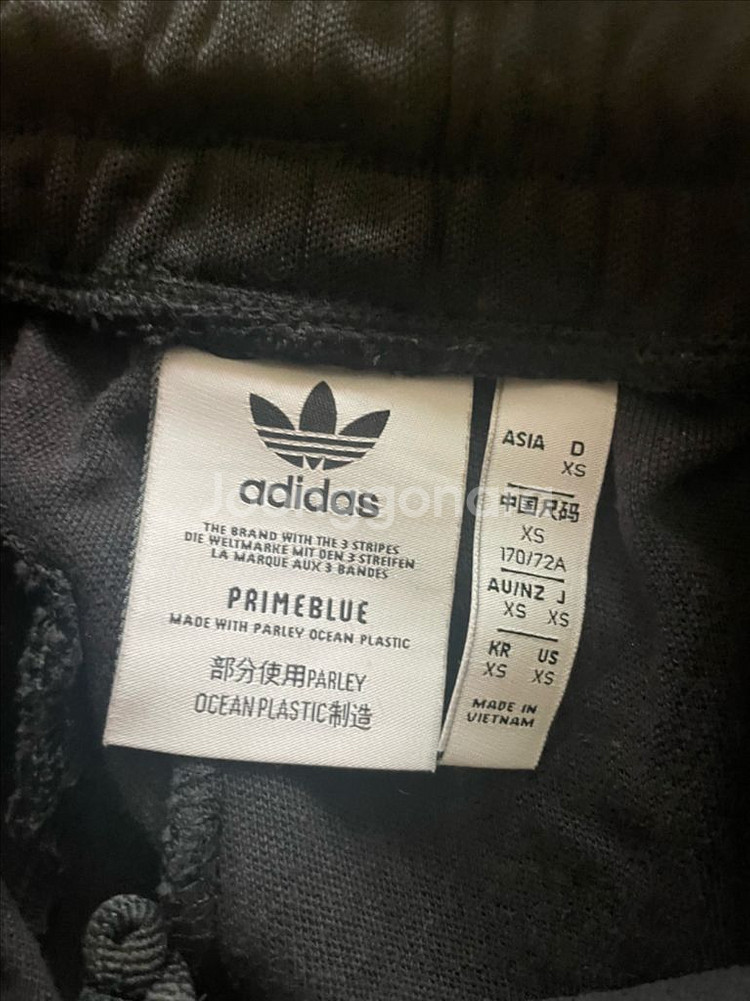 adidas
THE BRAND WITH THE 3 STRIPES
DIE WELTMARKE MIT DEN 3 STREIFEN
LA MARQUE AUX 3 BANDES
PRIMEBLUE
MADE WITH PARLEY OCEAN PLASTIC
部分使用PARLEY
OCEAN PLASTIC制造
ASIA D
XS
中国尺码
XS
170/72A
AU/NZ J
XS XS
KR US
XS XS
MADE IN
VIETNAM